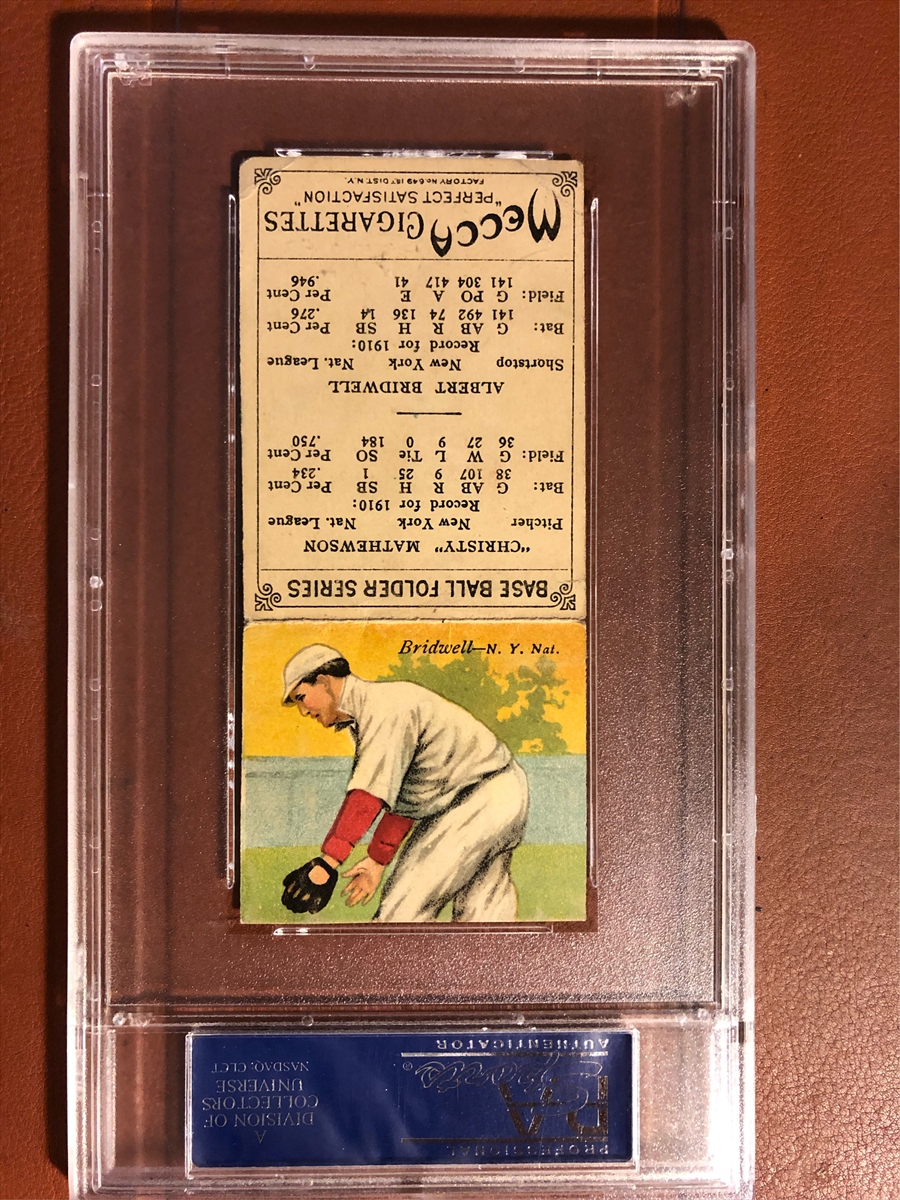 BASE BALL FOLDER SERIES
"CHRISTY" MATHEWSON
Pitcher New York Nat. League
Record for 1910:
Bat: G AB R H SB Per Cent
38 107 9 25 1 .234
Field: G W L Tie SO Per Cent
36 27 9 0 184 .750
ALBERT BRIDWELL
Shortstop New York Nat. League
Record for 1910:
Bat: G AB R H SB Per Cent
141 492 74 136 14 .276
Field: G PO A E Per Cent
141 304 417 41 .946
MECCA CIGARETTES
"PERFECT SATISFACTION"
FACTORY No 649 1ST DIST. N.Y.
Bridwell—N. Y. Nat.
PROFESSIONAL
PSA
Sports®
AUTHENTICATOR
A
DIVISION OF
COLLECTORS
UNIVERSE
NASDAQ: CLCT